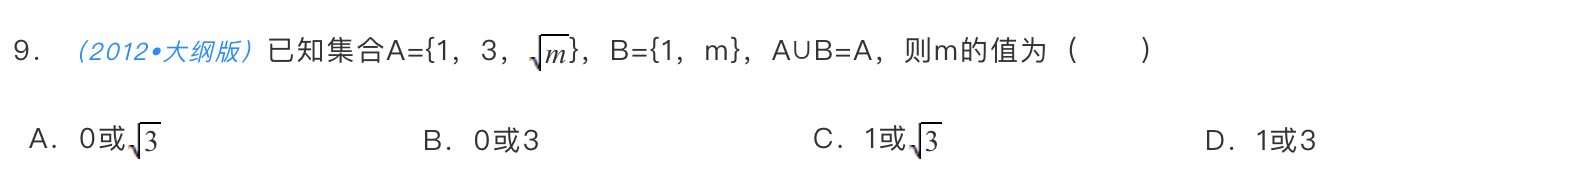 9. （2012•大纲版）已知集合A={1，3，√m}，B={1，m}，A∪B=A，则m的值为（　　）
A. 0或√3　B. 0或3　C. 1或√3　D. 1或3